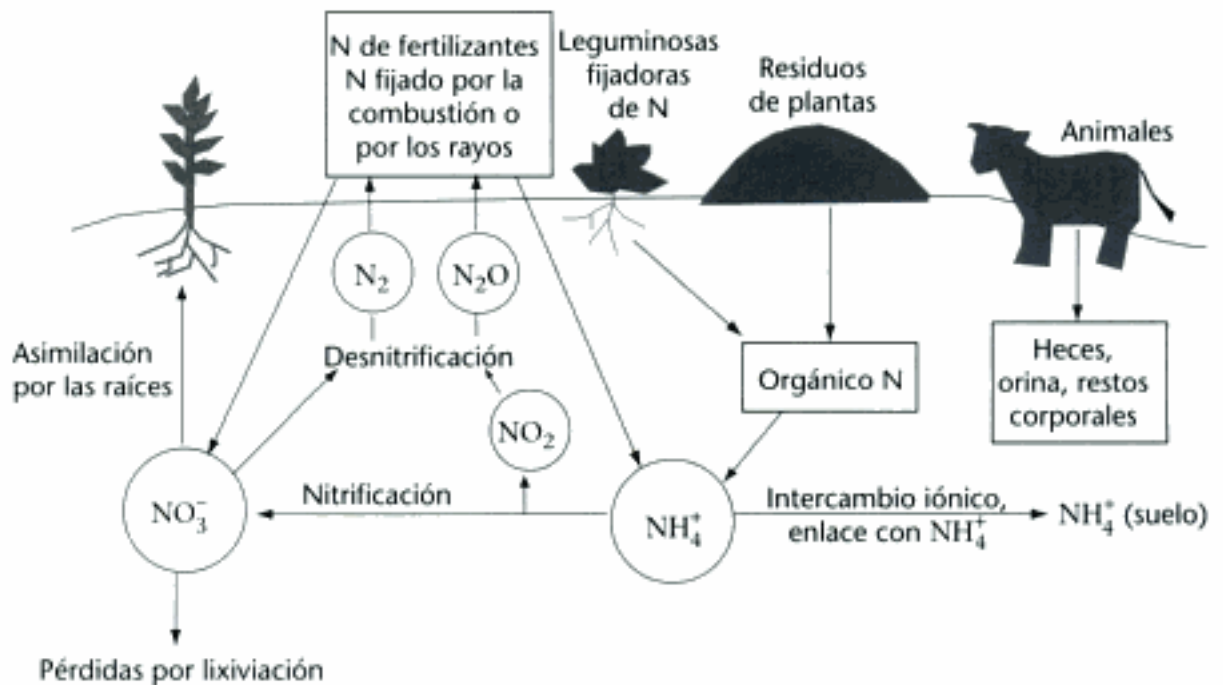 N de fertilizantes
N fijado por la
combustión o
por los rayos
Leguminosas
fijadoras
de N
Residuos
de plantas
Animales
N₂
N₂O
Asimilación
por las raíces
Desnitrificación
Orgánico N
Heces,
orina, restos
corporales
NO₂
NO₃⁻
Nitrificación
NH₄⁺
Intercambio iónico,
enlace con NH₄⁺
NH₄⁺ (suelo)
Pérdidas por lixiviación